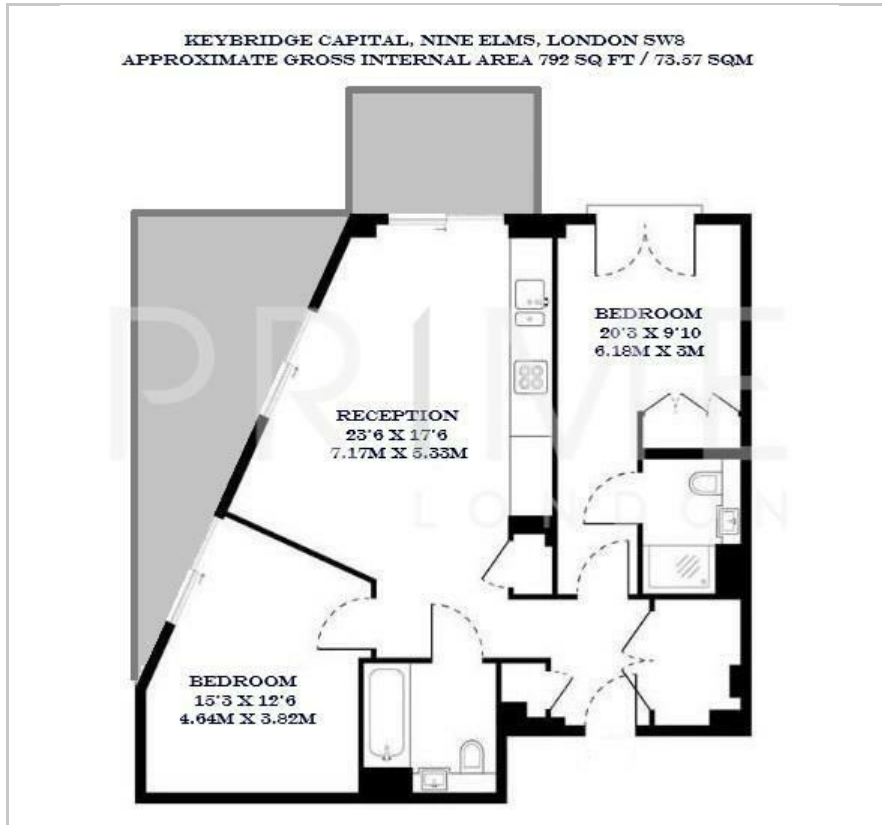 KEYBRIDGE CAPITAL, NINE ELMS, LONDON SW8
APPROXIMATE GROSS INTERNAL AREA 792 SQ FT / 73.57 SQM
BEDROOM
20'3 X 9'10
6.18M X 3M
PRIME
LONDON
RECEPTION
23'6 X 17'6
7.17M X 5.33M
BEDROOM
15'3 X 12'6
4.64M X 3.82M